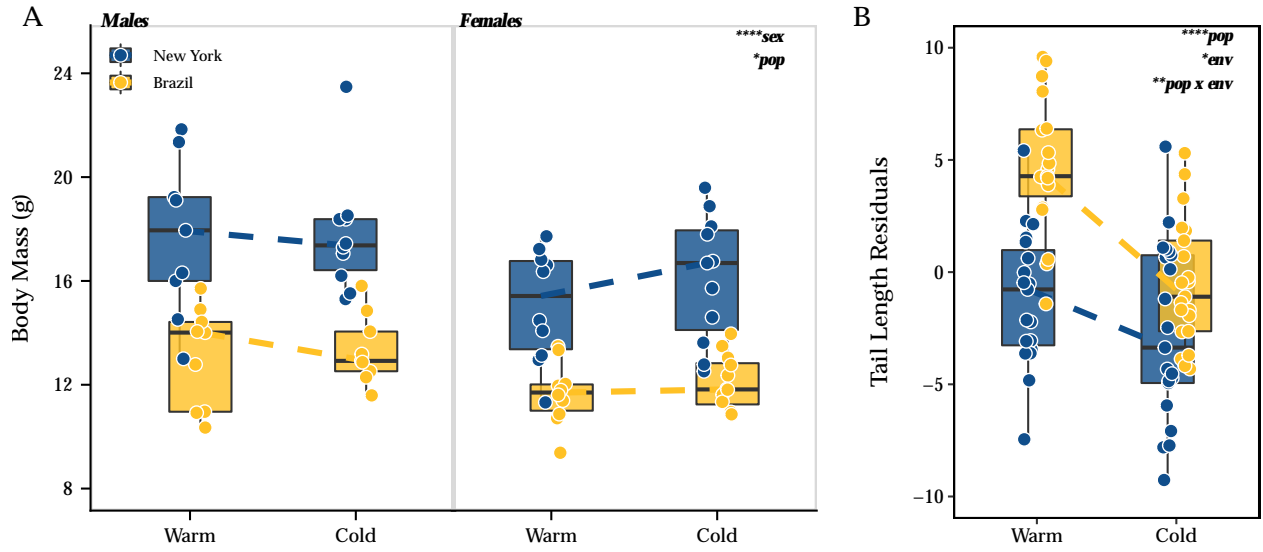 A
Males
Females
New York
Brazil
****sex
*pop
24
20
16
12
8
Body Mass (g)
Warm
Cold
Warm
Cold
B
****pop
*env
**pop x env
10
5
0
−5
−10
Tail Length Residuals
Warm
Cold